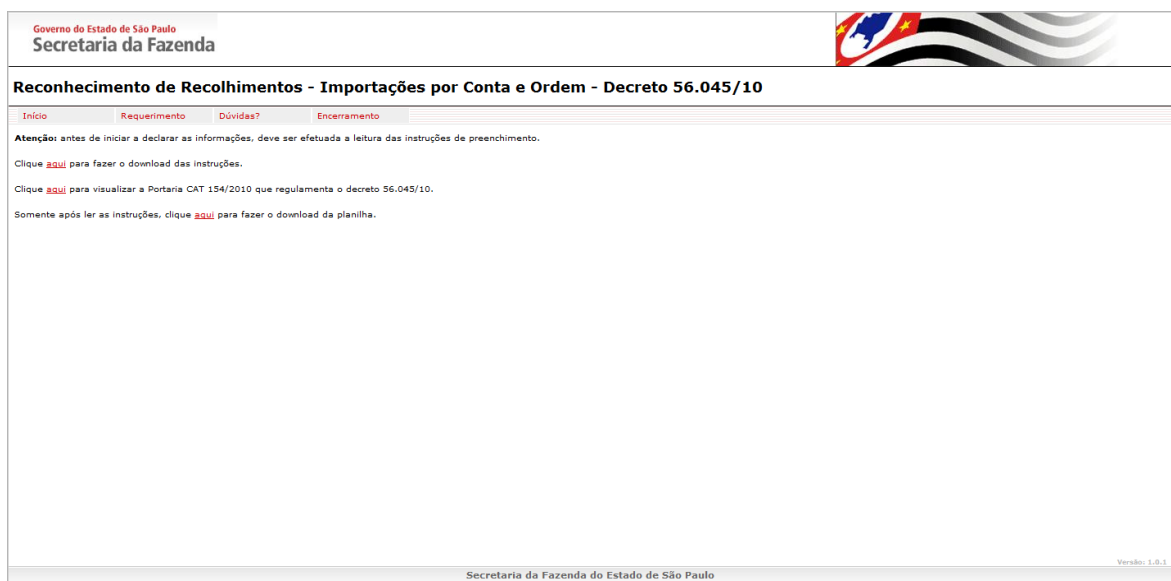 Governo do Estado de São Paulo
Secretaria da Fazenda
Reconhecimento de Recolhimentos - Importações por Conta e Ordem - Decreto 56.045/10
Início Requerimento Dúvidas? Encerramento
Atenção: antes de iniciar a declarar as informações, deve ser efetuada a leitura das instruções de preenchimento.
Clique aqui para fazer o download das instruções.
Clique aqui para visualizar a Portaria CAT 154/2010 que regulamenta o decreto 56.045/10.
Somente após ler as instruções, clique aqui para fazer o download da planilha.
Versão: 1.0.1
Secretaria da Fazenda do Estado de São Paulo